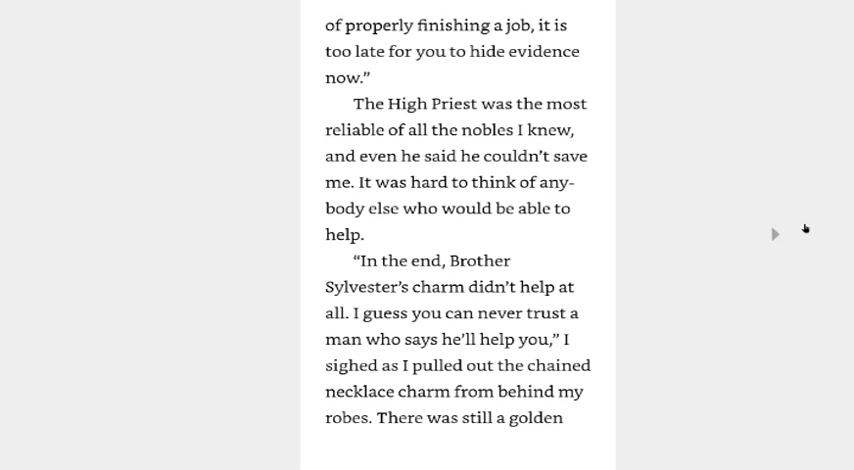 of properly finishing a job, it is
too late for you to hide evidence
now.”
The High Priest was the most
reliable of all the nobles I knew,
and even he said he couldn’t save
me. It was hard to think of any-
body else who would be able to
help.
“In the end, Brother
Sylvester’s charm didn’t help at
all. I guess you can never trust a
man who says he’ll help you,” I
sighed as I pulled out the chained
necklace charm from behind my
robes. There was still a golden